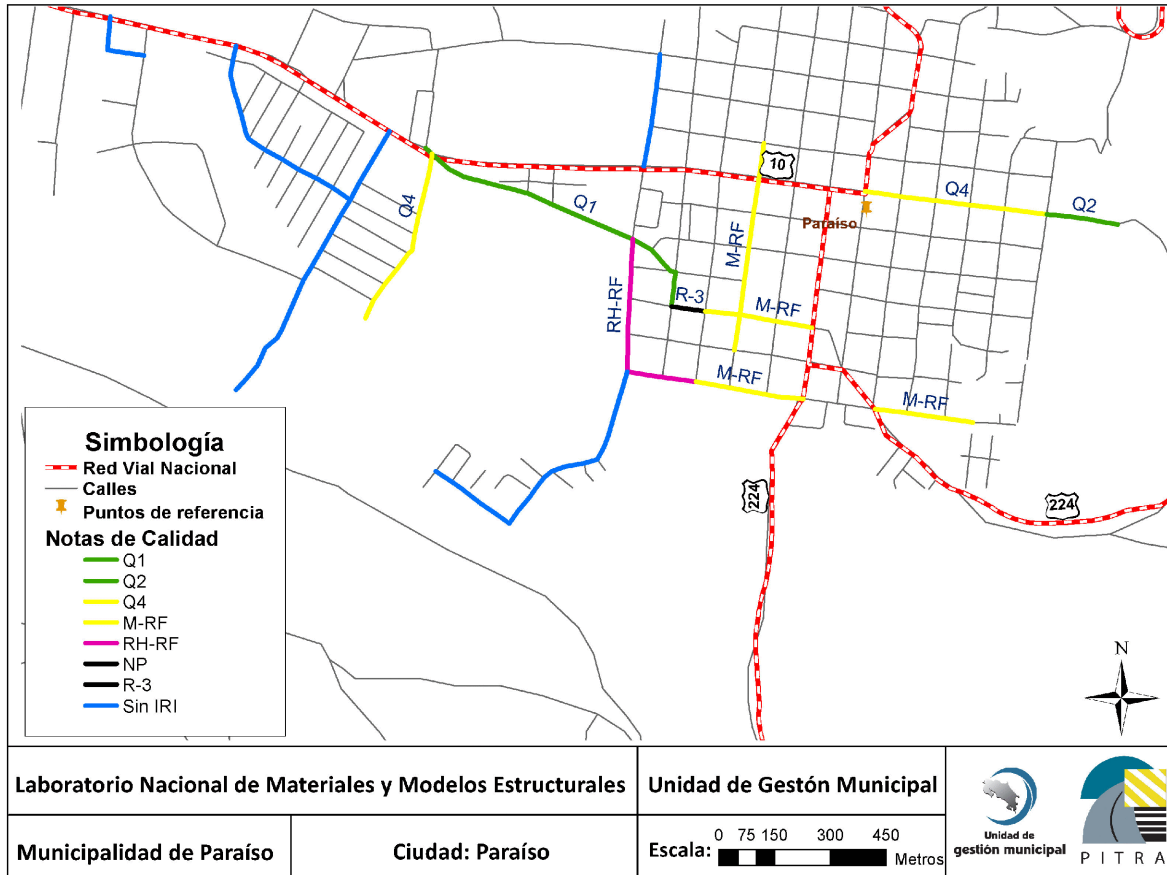 10
Q4
Q2
Q4
Q1
Paraíso
M-RF
R-3
M-RF
RH-RF
M-RF
M-RF
224
224
Simbología
Red Vial Nacional
Calles
Puntos de referencia
Notas de Calidad
Q1
Q2
Q4
M-RF
RH-RF
NP
R-3
Sin IRI
N
Laboratorio Nacional de Materiales y Modelos Estructurales
Unidad de Gestón Municipal
Municipalidad de Paraíso
Ciudad: Paraíso
Escala:
0 75 150 300 450
Metros
Unidad de
gestión municipal
PITRA